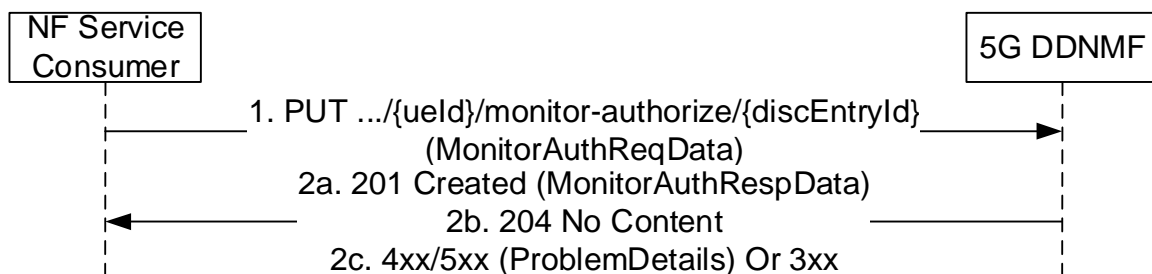 NF Service
Consumer
5G DDNMF
1. PUT .../{ueId}/monitor-authorize/{discEntryId}
(MonitorAuthReqData)
2a. 201 Created (MonitorAuthRespData)
2b. 204 No Content
2c. 4xx/5xx (ProblemDetails) Or 3xx